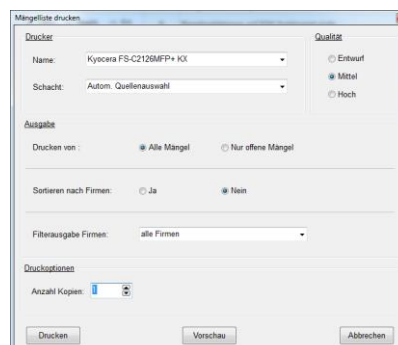 Mängelliste drucken
Drucker
Qualität
Name: Kyocera FS-C2126MFP+ KX
Entwurf
Mittel
Schacht: Autom. Quellenauswahl
Hoch
Ausgabe
Drucken von : Alle Mängel Nur offene Mängel
Sortieren nach Firmen: Ja Nein
Filterausgabe Firmen: alle Firmen
Druckoptionen
Anzahl Kopien: 1
Drucken Vorschau Abbrechen